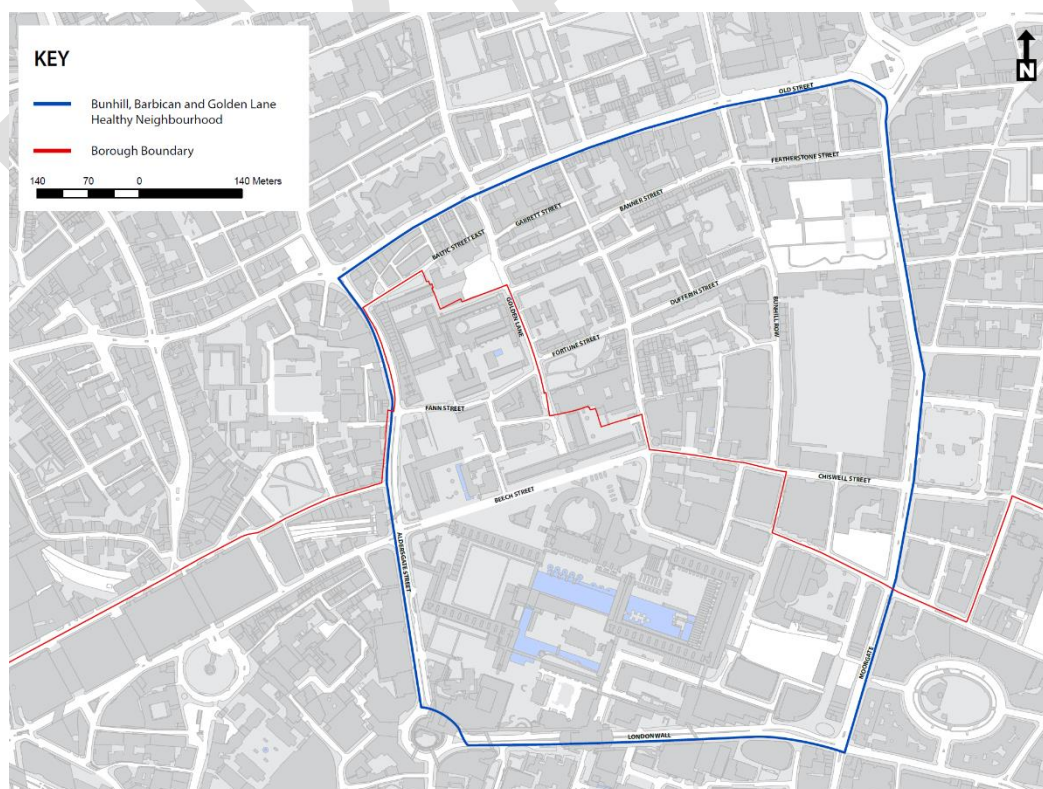 KEY
Bunhill, Barbican and Golden Lane
Healthy Neighbourhood
Borough Boundary
140 70 0 140 Meters
N
OLD STREET
FEATHERSTONE STREET
BANNER STREET
GARRETT STREET
BALTIC STREET EAST
DUFFERIN STREET
BUNHILL ROW
GOLDEN LANE
FORTUNE STREET
FANN STREET
CHISWELL STREET
BEECH STREET
ALDERSGATE STREET
MOORGATE
LONDON WALL